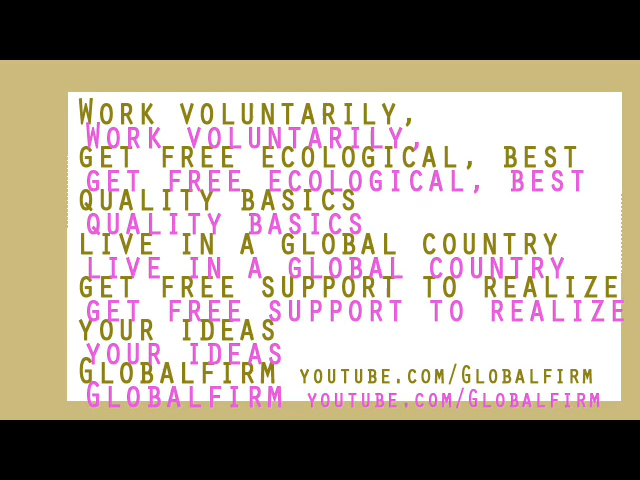 Work voluntarily,
Work voluntarily,
get free ecological, best
get free ecological, best
quality basics
quality basics
live in a global country
live in a global country
get free support to realize
get free support to realize
your ideas
your ideas
Globalfirm youtube.com/Globalfirm
Globalfirm youtube.com/Globalfirm